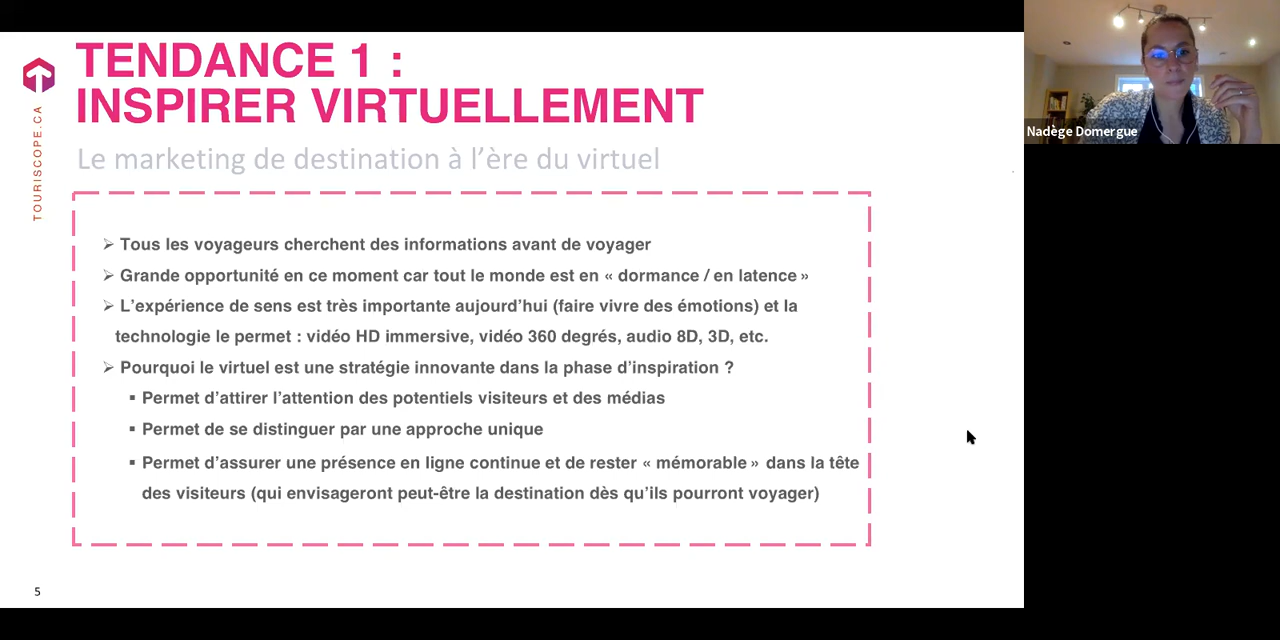 TENDANCE 1 :
INSPIRER VIRTUELLEMENT
Le marketing de destination à l’ère du virtuel
TOURISCOPE.CA
Tous les voyageurs cherchent des informations avant de voyager
Grande opportunité en ce moment car tout le monde est en « dormance / en latence »
L’expérience de sens est très importante aujourd’hui (faire vivre des émotions) et la
technologie le permet : vidéo HD immersive, vidéo 360 degrés, audio 8D, 3D, etc.
Pourquoi le virtuel est une stratégie innovante dans la phase d’inspiration ?
Permet d’attirer l’attention des potentiels visiteurs et des médias
Permet de se distinguer par une approche unique
Permet d’assurer une présence en ligne continue et de rester « mémorable » dans la tête
des visiteurs (qui envisageront peut-être la destination dès qu’ils pourront voyager)
5
Nadège Domergue